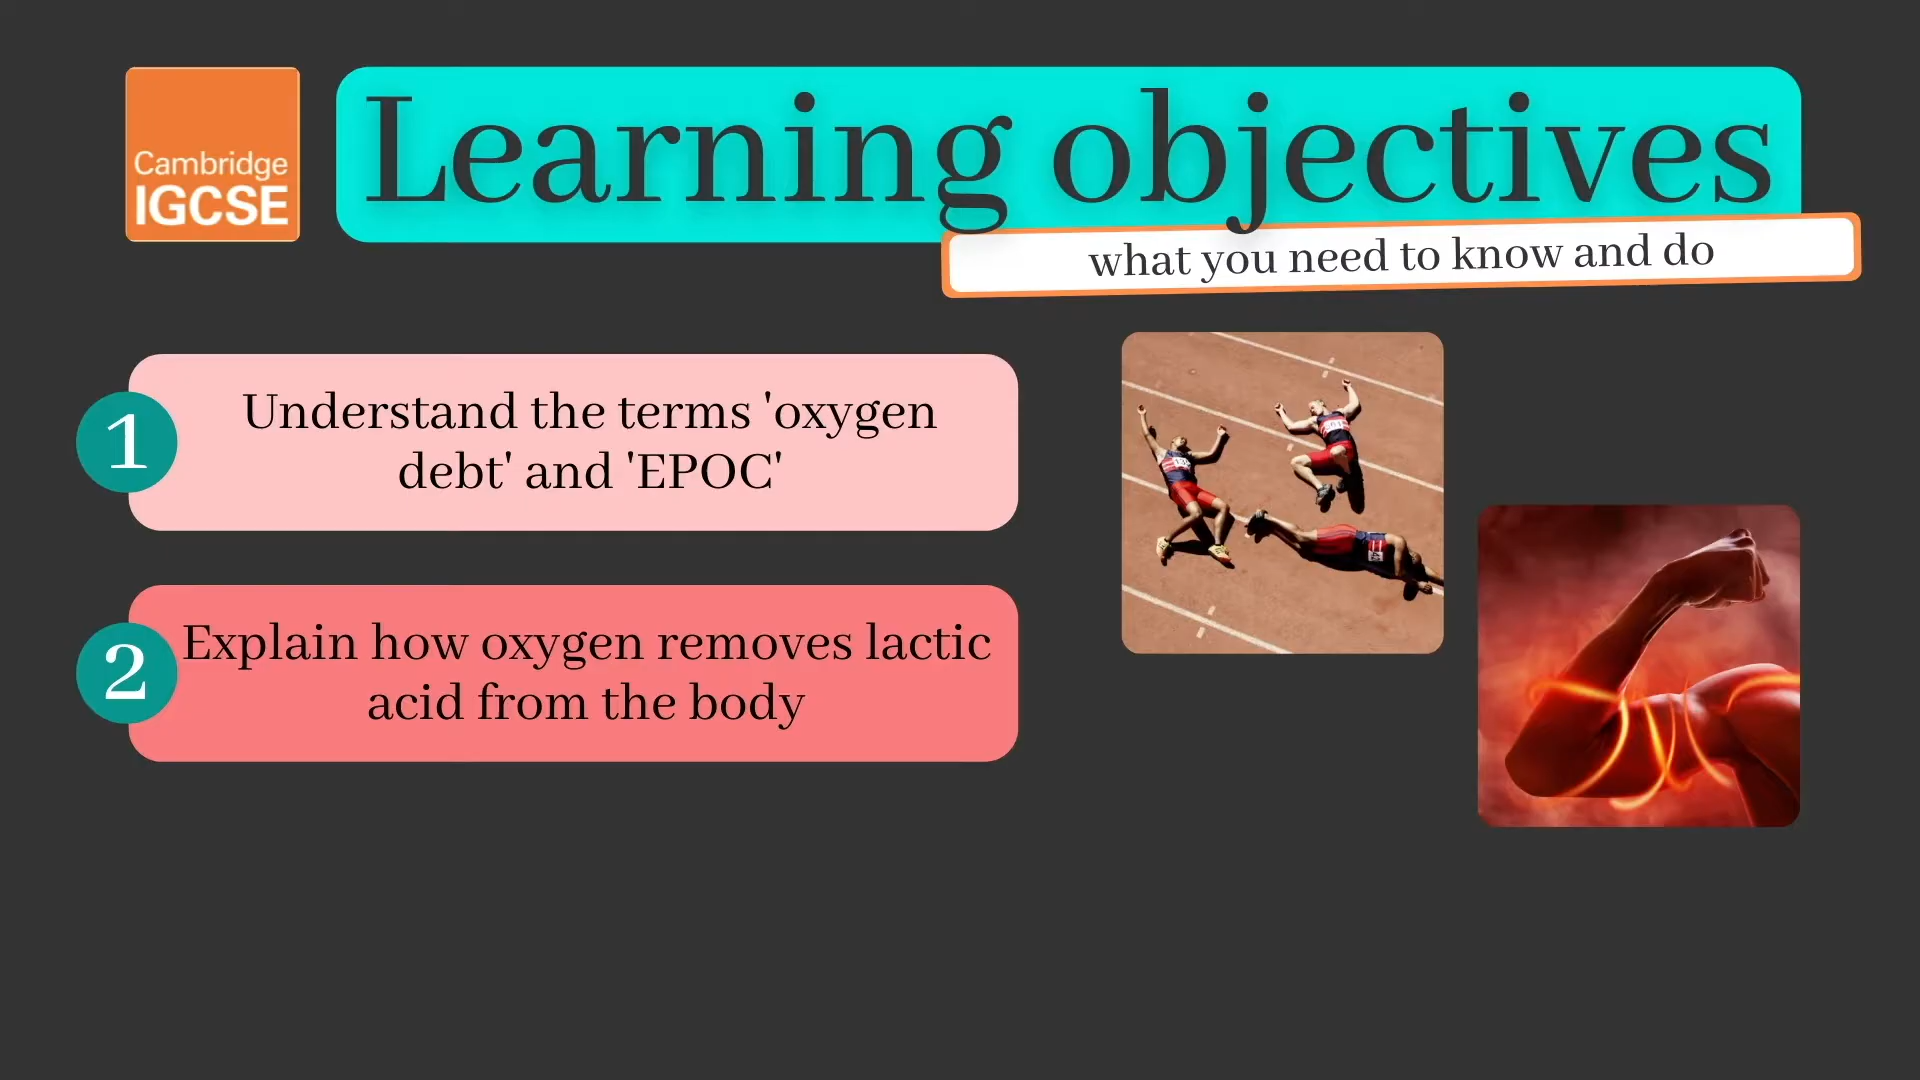 Cambridge
IGCSE
Learning objectives
what you need to know and do
1
Understand the terms 'oxygen
debt' and 'EPOC'
2
Explain how oxygen removes lactic
acid from the body